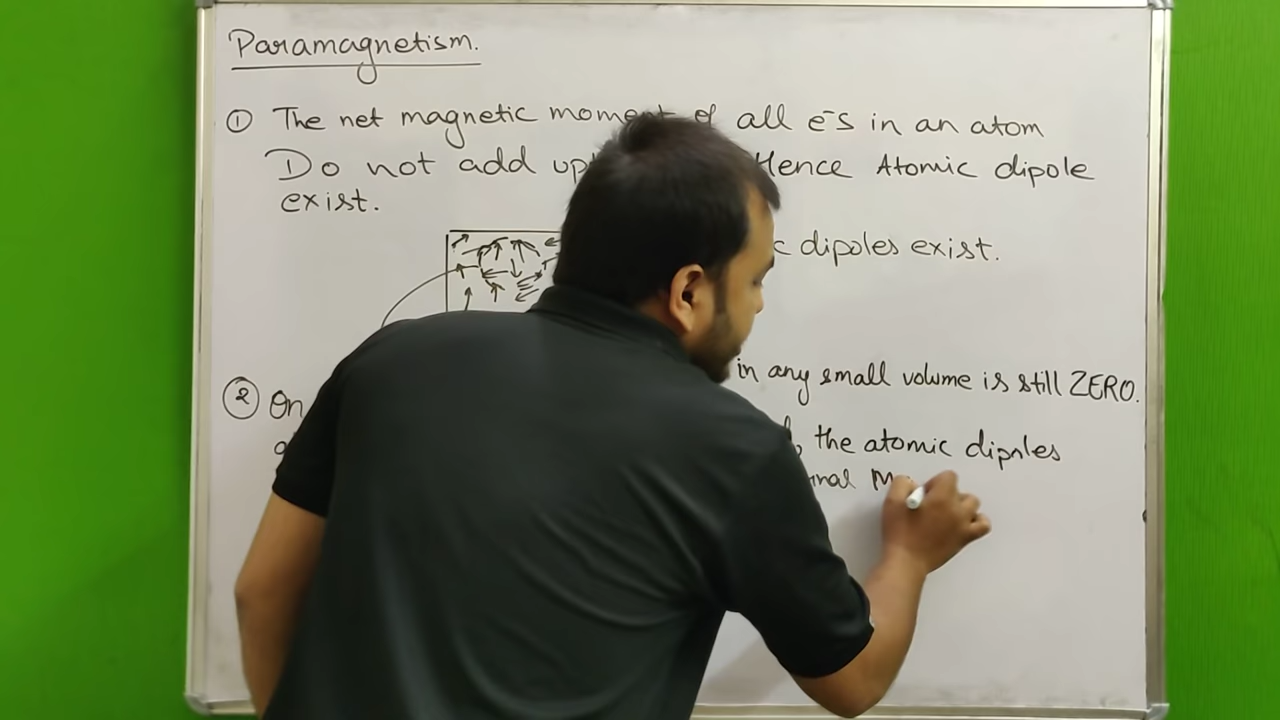 Paramagnetism.
① The net magnetic moment of all e⁻s in an atom
Do not add upt Hence Atomic dipole
exist.
c dipoles exist.
in any small volume is still ZERO.
② On
the atomic dipoles